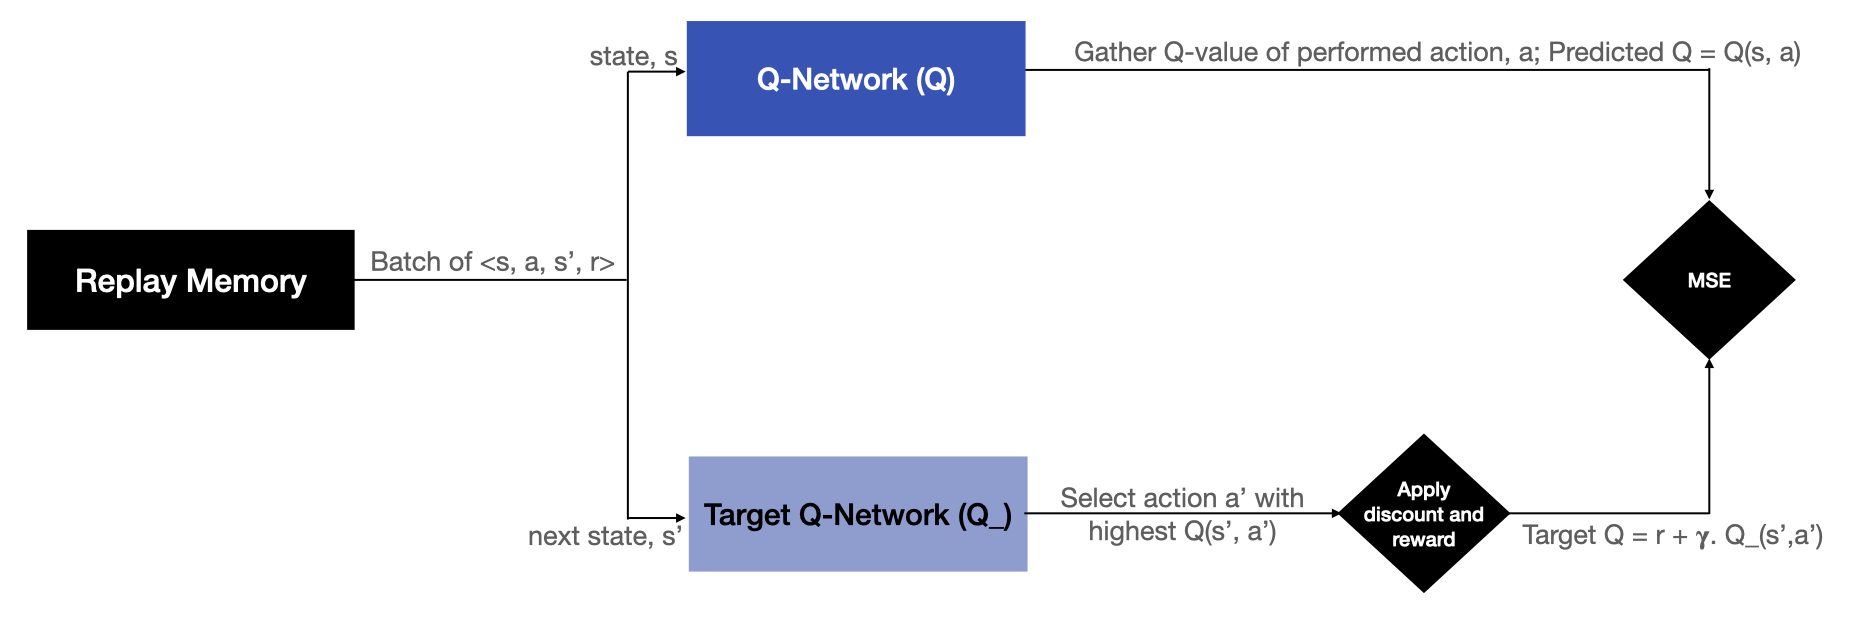 state, s
Q-Network (Q)
Gather Q-value of performed action, a; Predicted Q = Q(s, a)
Replay Memory
Batch of <s, a, s’, r>
MSE
next state, s’
Target Q-Network (Q_)
Select action a’ with
highest Q(s’, a’)
Apply
discount and
reward
Target Q = r + γ. Q_(s’,a’)